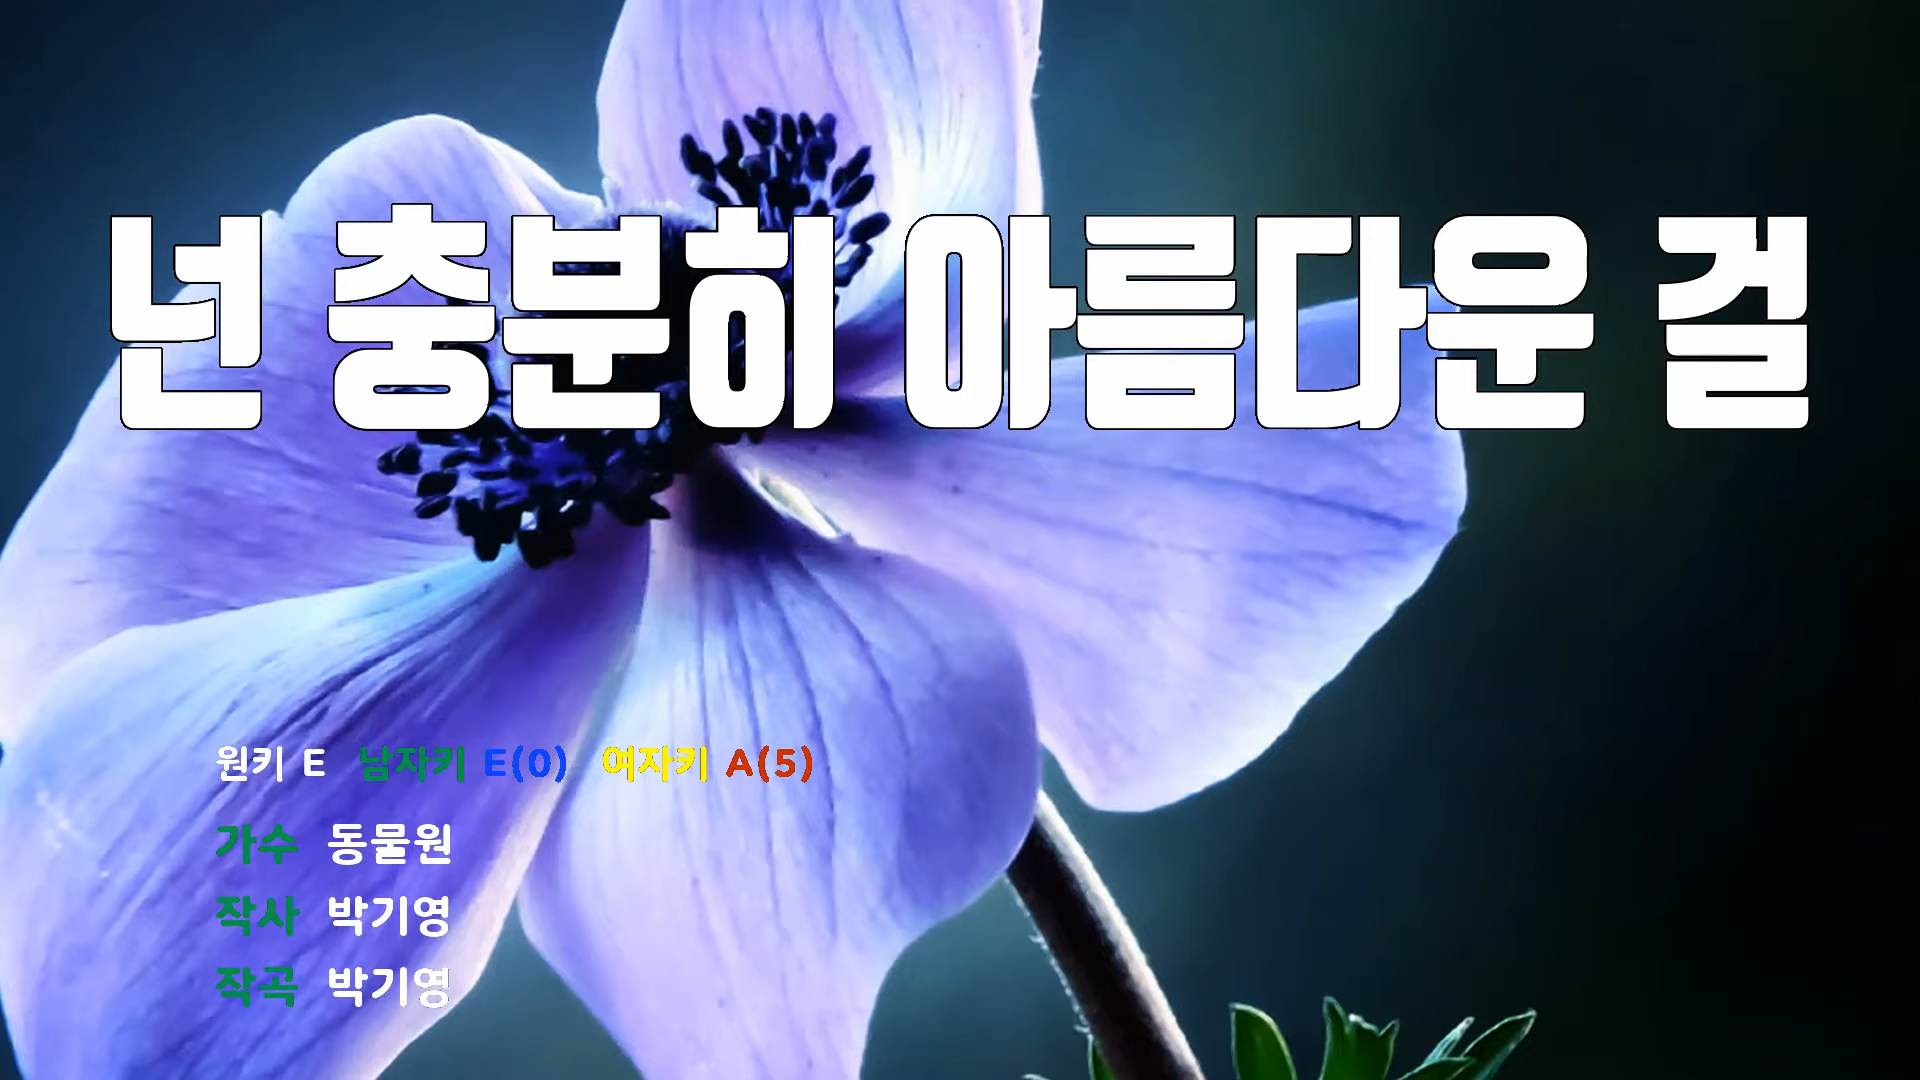 넌 충분히 아름다운 걸
원키 E 남자키 E(0) 여자키 A(5)
가수 동물원
작사 박기영
작곡 박기영